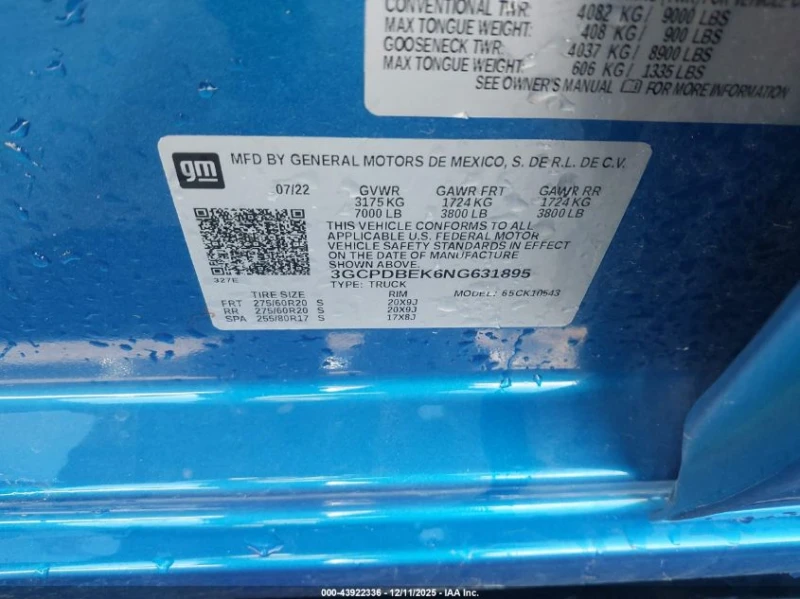 CONVENTIONAL TWR: 4082 KG/ 9000 LBS
MAX TONGUE WEIGHT: 408 KG/ 900 LBS
GOOSENECK TWR: 4037 KG/ 8900 LBS
MAX TONGUE WEIGHT: 606 KG/ 1335 LBS
SEE OWNER'S MANUAL FOR MORE INFORMATION
gm MFD BY GENERAL MOTORS DE MEXICO, S. DE R.L. DE C.V.
07/22 GVWR GAWR FRT GAWR RR
3175 KG 1724 KG 1724 KG
7000 LB 3800 LB 3800 LB
THIS VEHICLE CONFORMS TO ALL
APPLICABLE U.S. FEDERAL MOTOR
VEHICLE SAFETY STANDARDS IN EFFECT
ON THE DATE OF MANUFACTURE
SHOWN ABOVE.
3GCPDBEK6NG631895
327E TYPE: TRUCK MODEL: 65CK10543
TIRE SIZE RIM
FRT 275/60R20 S 20X9J
RR 275/60R20 S 20X9J
SPA 255/80R17 S 17X8J
000-43922336 - 12/11/2025 - IAA Inc.